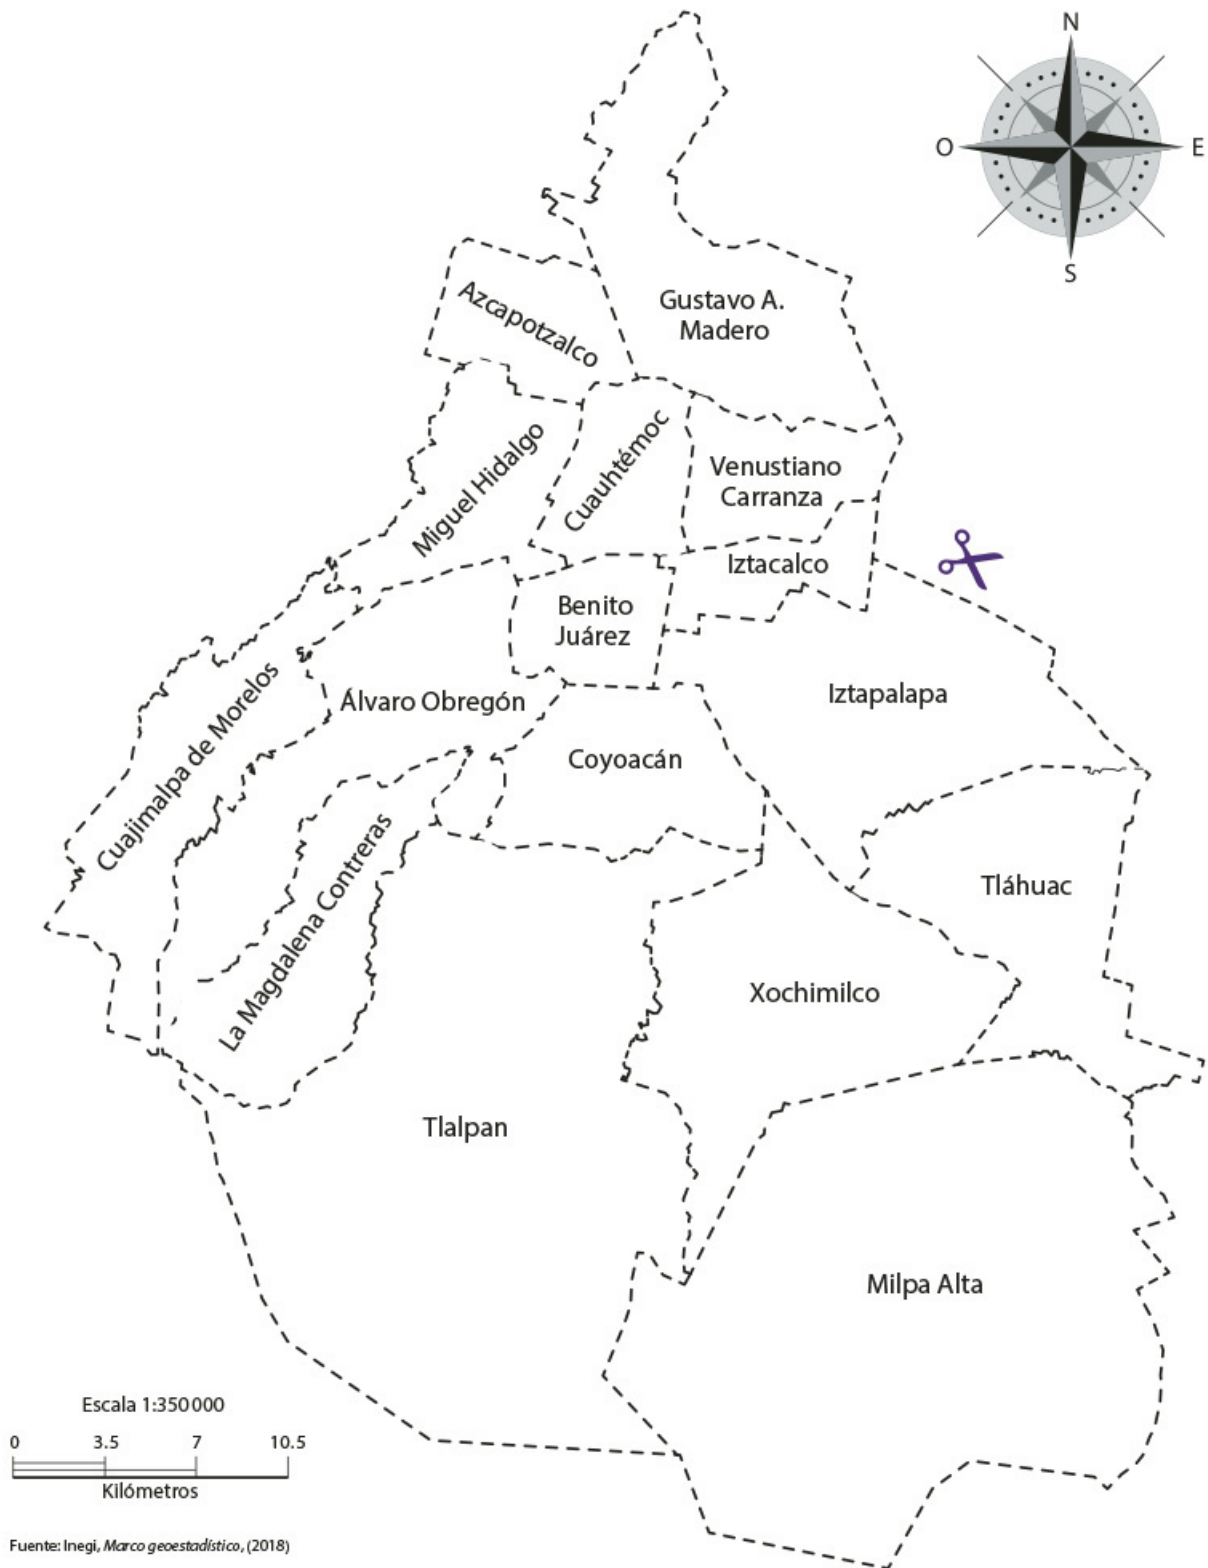 N
O
E
S
Gustavo A.
Madero
Azcapotzalco
Miguel Hidalgo
Cuauhtémoc
Venustiano
Carranza
Iztacalco
Benito
Juárez
Iztapalapa
Álvaro Obregón
Cuajimalpa de Morelos
Coyoacán
La Magdalena Contreras
Tláhuac
Xochimilco
Tlalpan
Milpa Alta
Escala 1:350 000
0 3.5 7 10.5
Kilómetros
Fuente: Inegi, Marco geoestadístico, (2018)